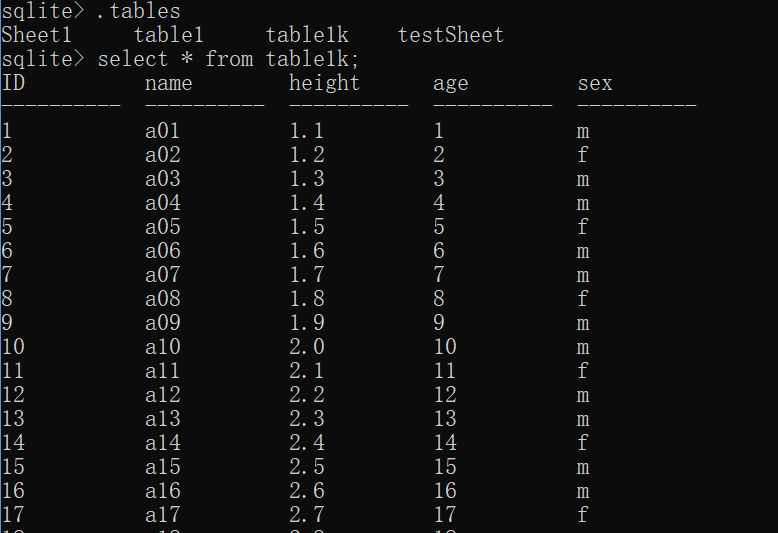 sqlite> .tables
Sheet1     table1     table1k    testSheet
sqlite> select * from table1k;
ID          name        height      age         sex
----------  ----------  ----------  ----------  ----------
1           a01         1.1         1           m
2           a02         1.2         2           f
3           a03         1.3         3           m
4           a04         1.4         4           m
5           a05         1.5         5           f
6           a06         1.6         6           m
7           a07         1.7         7           m
8           a08         1.8         8           f
9           a09         1.9         9           m
10          a10         2.0         10          m
11          a11         2.1         11          f
12          a12         2.2         12          m
13          a13         2.3         13          m
14          a14         2.4         14          f
15          a15         2.5         15          m
16          a16         2.6         16          m
17          a17         2.7         17          f